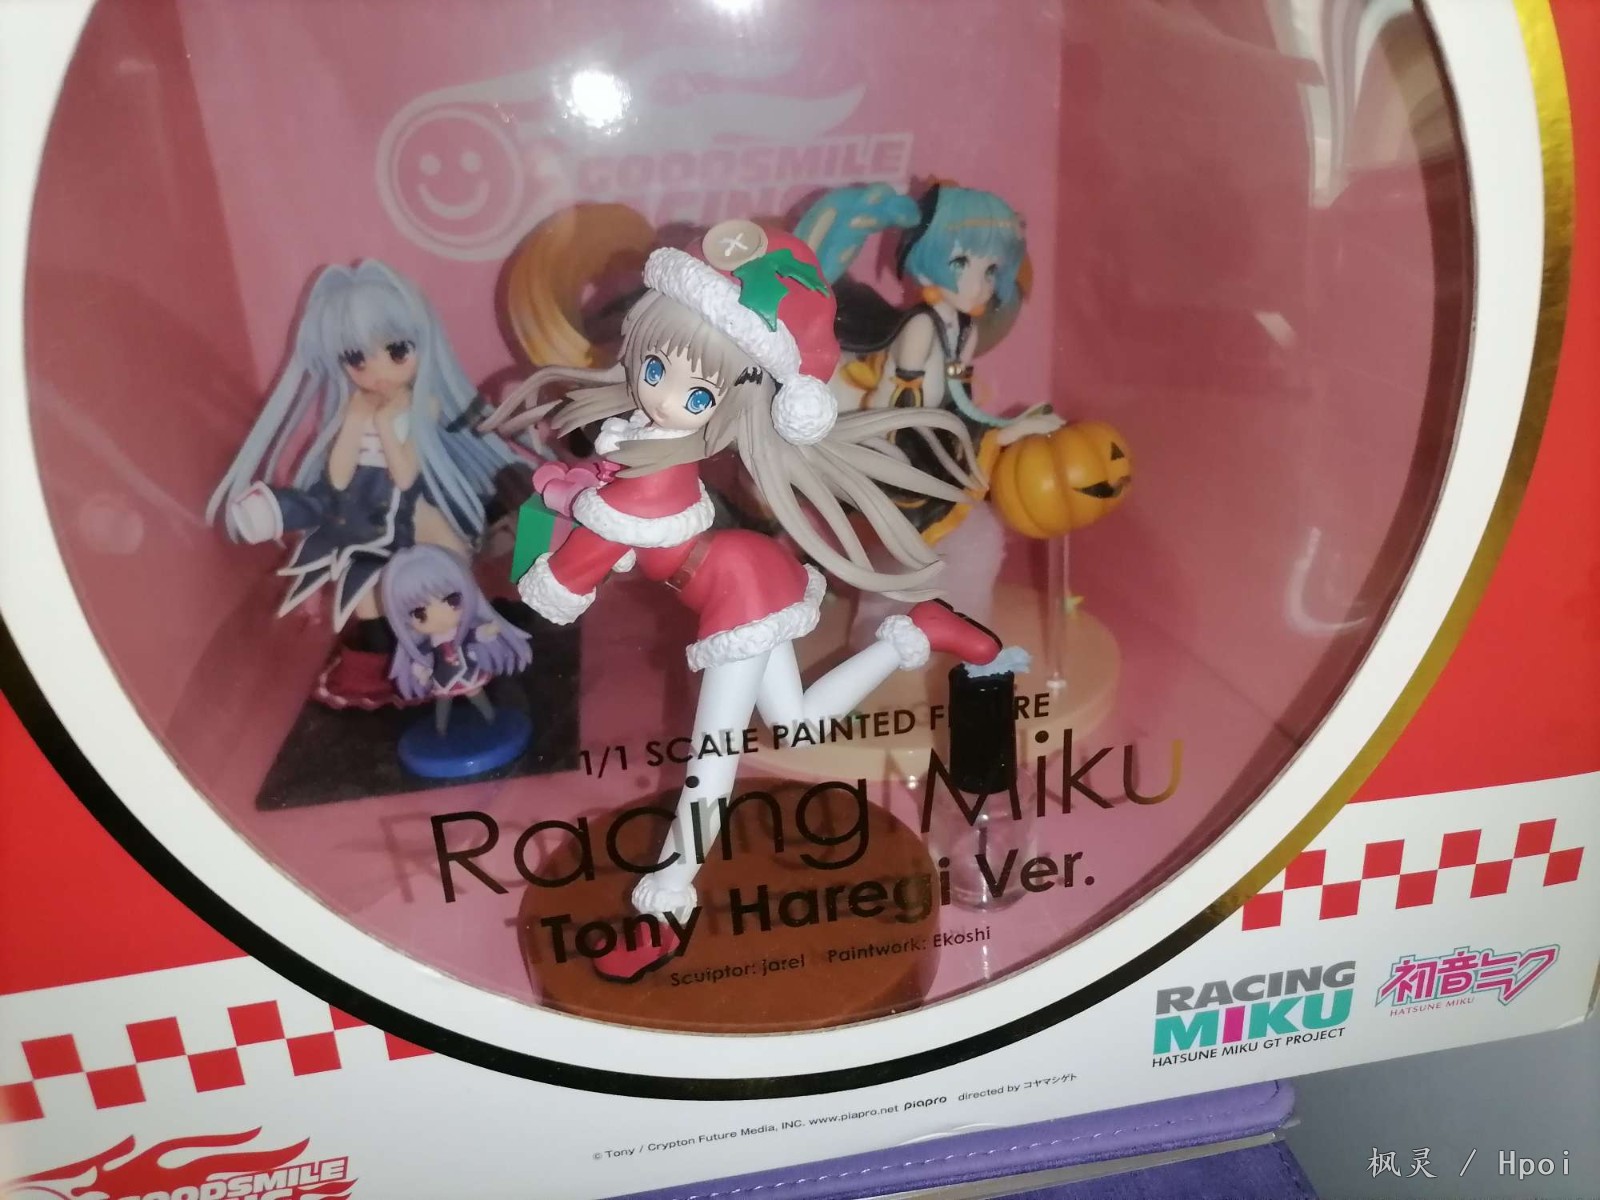 GOODSMILE
RACING
1/1 SCALE PAINTED FIGURE
Racing Miku
Tony Haregi Ver.
Sculptor: jarel Paintwork: Ekoshi
RACING
MIKU
HATSUNE MIKU GT PROJECT
初音ミク
HATSUNE MIKU
© Tony / Crypton Future Media, INC. www.piapro.net piapro directed by コヤマシゲト
GOODSMILE
枫灵 / Hpoi